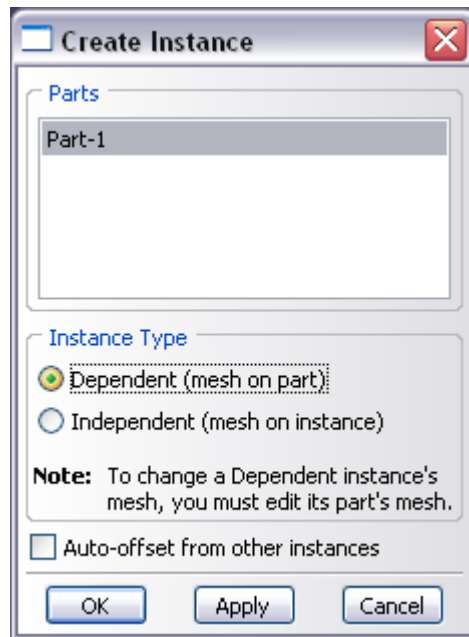 Create Instance
Parts
Part-1
Instance Type
Dependent (mesh on part)
Independent (mesh on instance)
Note: To change a Dependent instance's
mesh, you must edit its part's mesh.
Auto-offset from other instances
OK Apply Cancel